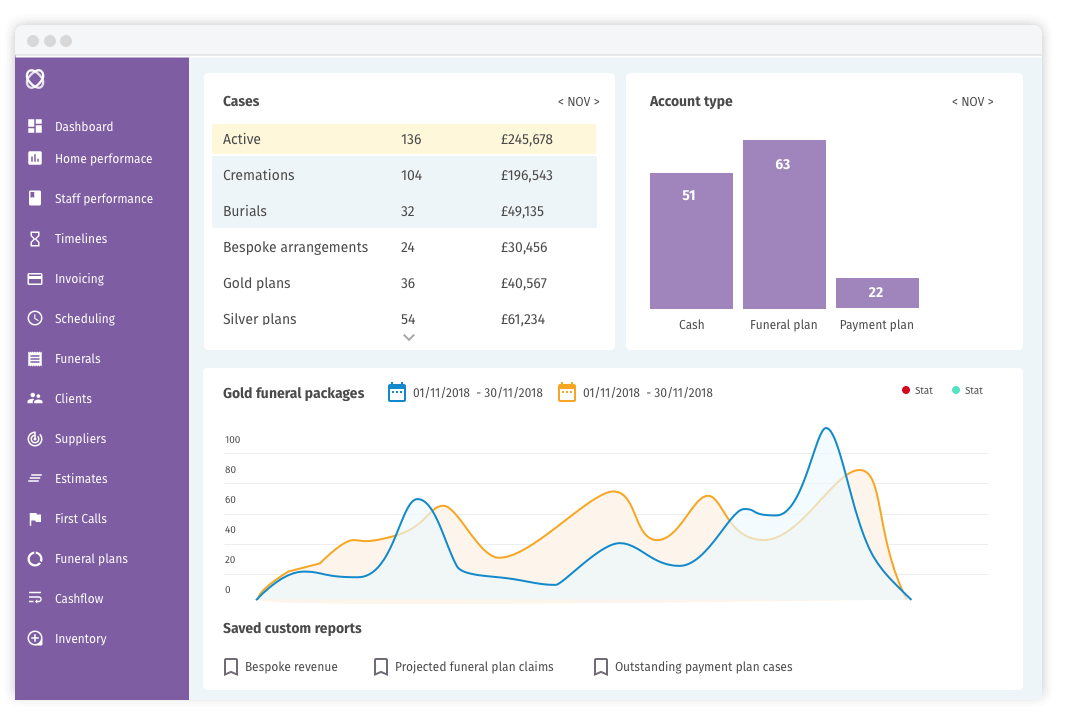 Dashboard
Home performace
Staff performance
Timelines
Invoicing
Scheduling
Funerals
Clients
Suppliers
Estimates
First Calls
Funeral plans
Cashflow
Inventory
Cases < NOV >
Active 136 £245,678
Cremations 104 £196,543
Burials 32 £49,135
Bespoke arrangements 24 £30,456
Gold plans 36 £40,567
Silver plans 54 £61,234
Account type < NOV >
51 63 22
Cash Funeral plan Payment plan
Gold funeral packages 01/11/2018 - 30/11/2018 01/11/2018 - 30/11/2018 Stat Stat
100
80
60
40
20
0
Saved custom reports
Bespoke revenue Projected funeral plan claims Outstanding payment plan cases